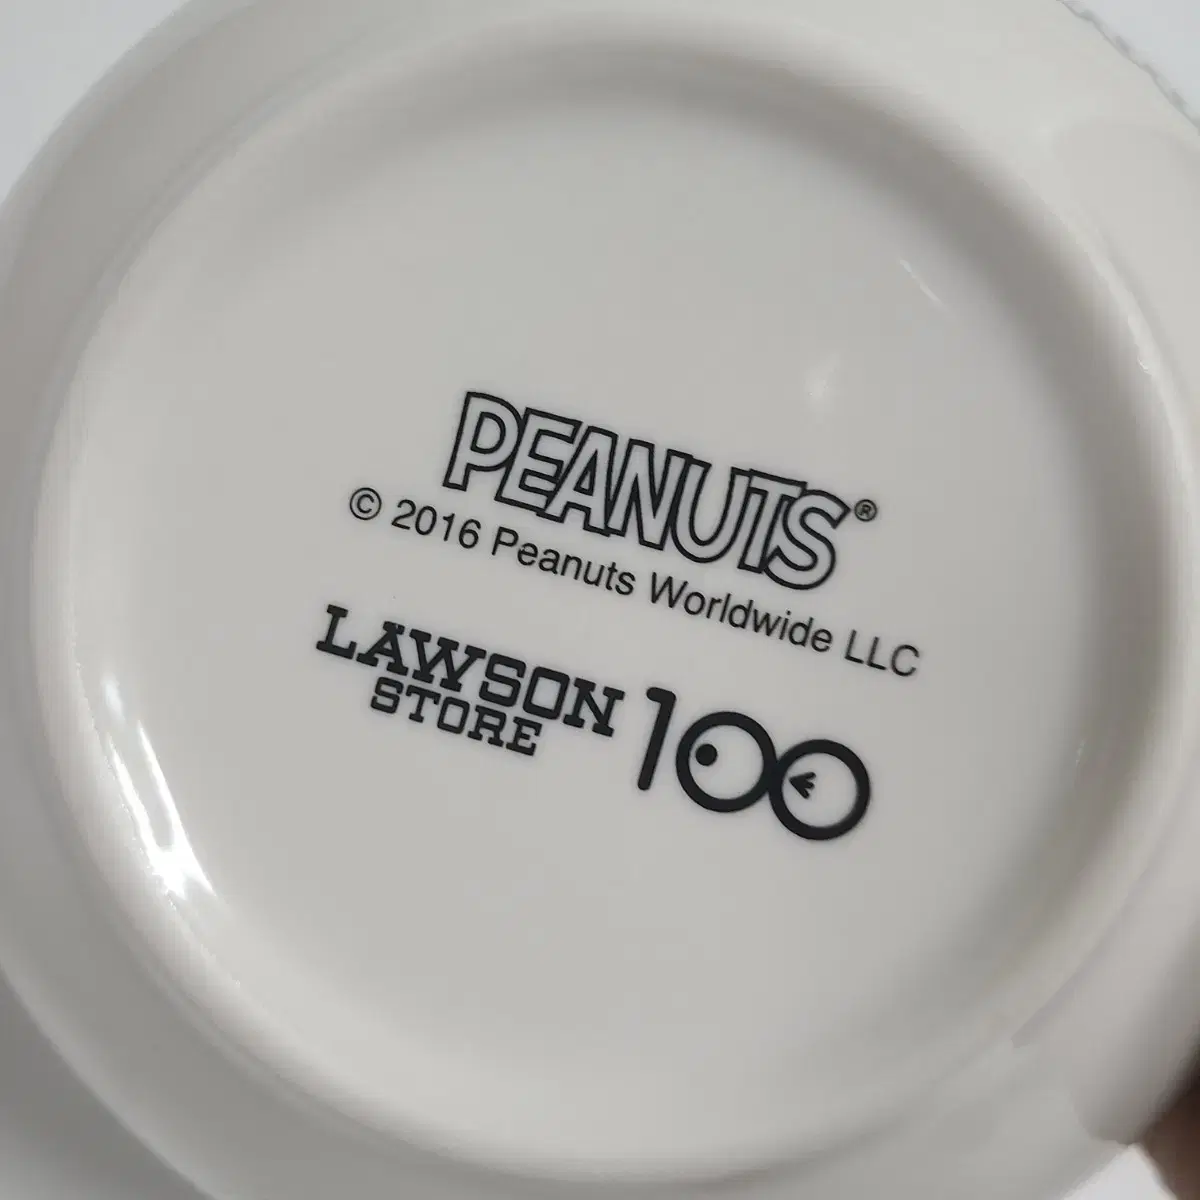 PEANUTS®
© 2016 Peanuts Worldwide LLC
LAWSON
STORE
100